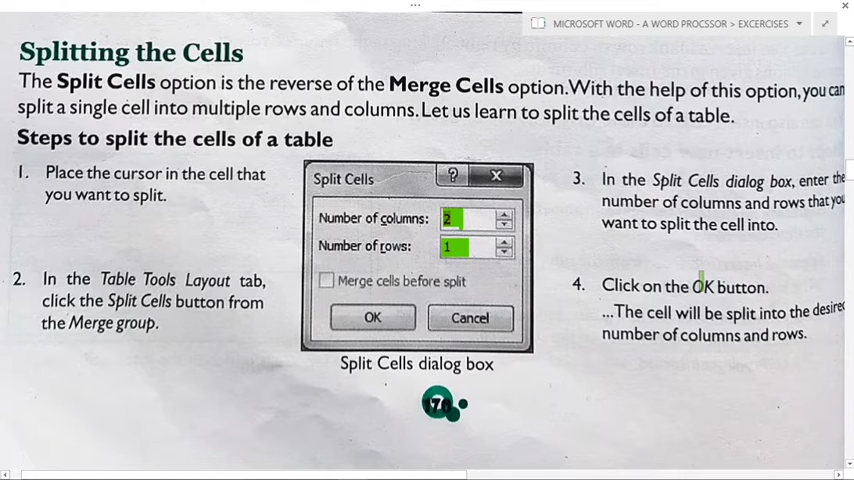 MICROSOFT WORD - A WORD PROCSSOR > EXCERCISES
Splitting the Cells
The Split Cells option is the reverse of the Merge Cells option.With the help of this option, you can
split a single cell into multiple rows and columns. Let us learn to split the cells of a table.
Steps to split the cells of a table
1. Place the cursor in the cell that
you want to split.
2. In the Table Tools Layout tab,
click the Split Cells button from
the Merge group.
Split Cells
?
X
Number of columns: 2
Number of rows: 1
Merge cells before split
OK
Cancel
Split Cells dialog box
3. In the Split Cells dialog box, enter the
number of columns and rows that you
want to split the cell into.
4. Click on the OK button.
...The cell will be split into the desired
number of columns and rows.
170